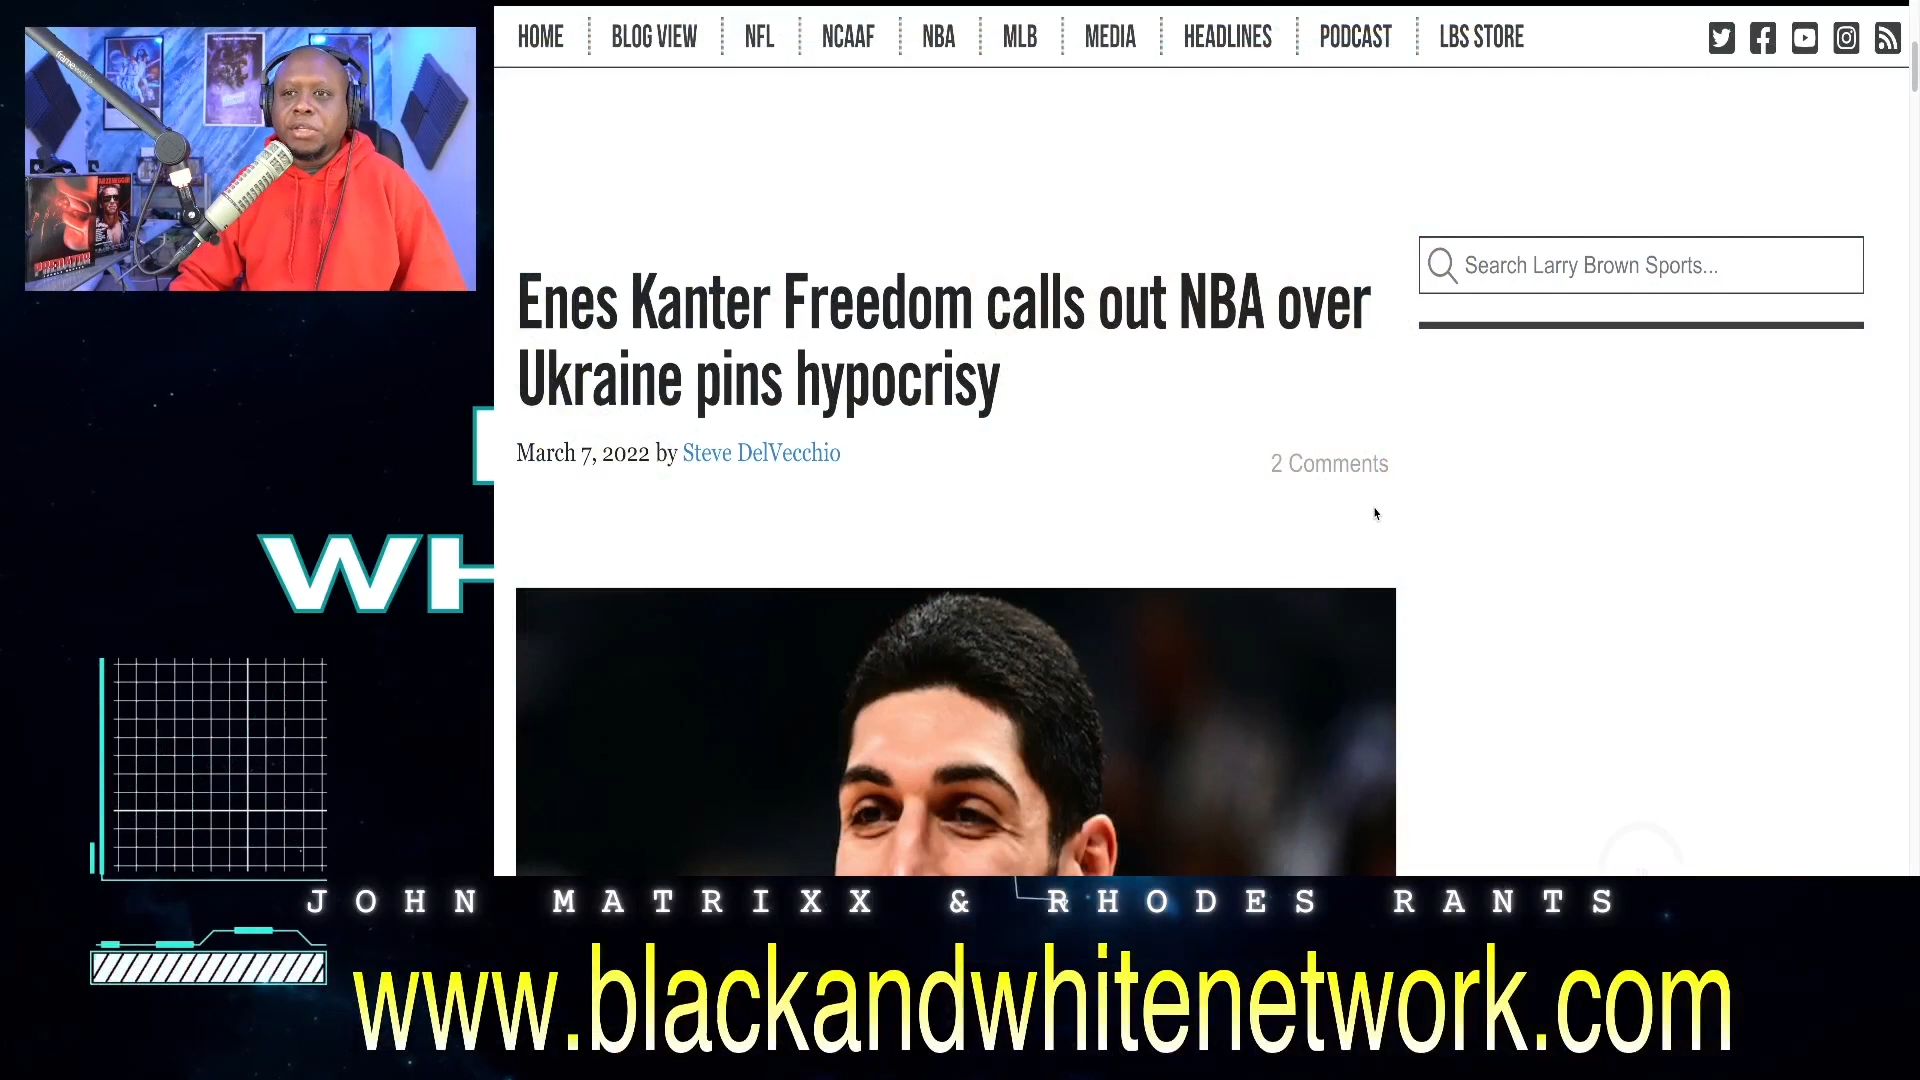 HOME BLOG VIEW NFL NCAAF NBA MLB MEDIA HEADLINES PODCAST LBS STORE
frameworks
PREDATOR
Search Larry Brown Sports...
Enes Kanter Freedom calls out NBA over
Ukraine pins hypocrisy
March 7, 2022 by Steve DelVecchio
2 Comments
WH
JOHN MATRIXX & RHODES RANTS
www.blackandwhitenetwork.com